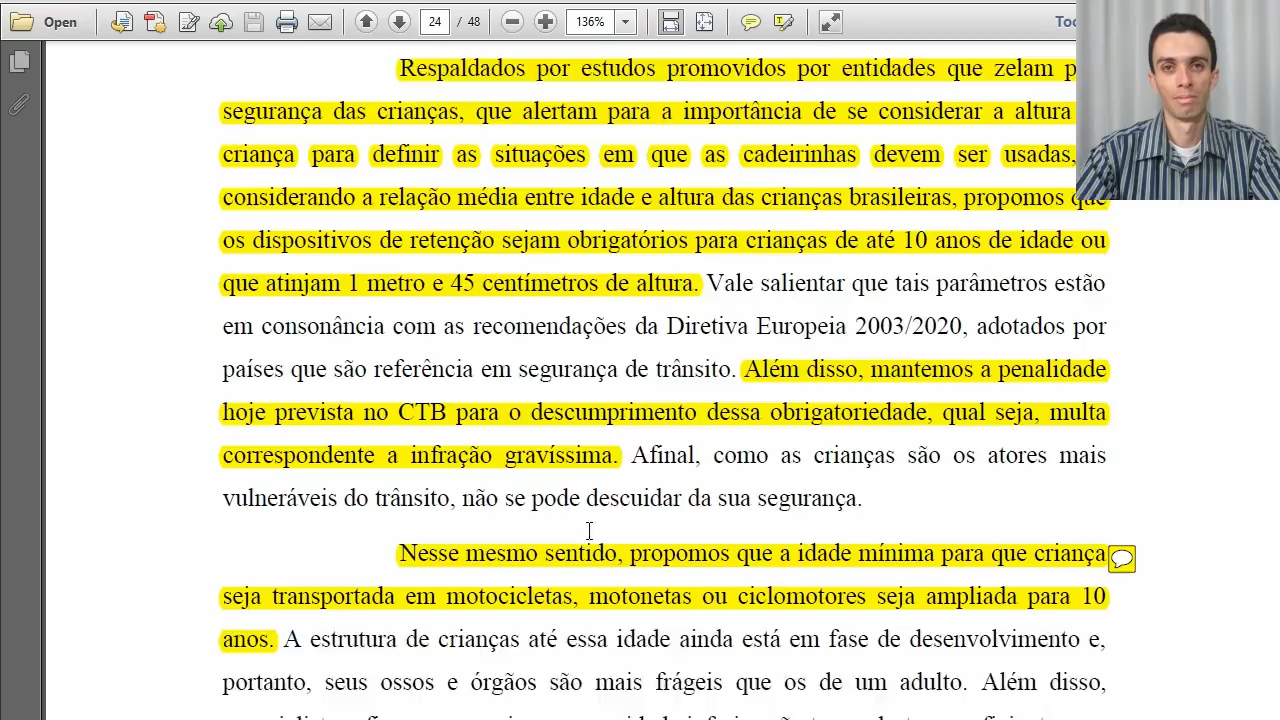 Open 24 / 48 136% Too
Respaldados por estudos promovidos por entidades que zelam p
segurança das crianças, que alertam para a importância de se considerar a altura
criança para definir as situações em que as cadeirinhas devem ser usadas,
considerando a relação média entre idade e altura das crianças brasileiras, propomos que
os dispositivos de retenção sejam obrigatórios para crianças de até 10 anos de idade ou
que atinjam 1 metro e 45 centímetros de altura. Vale salientar que tais parâmetros estão
em consonância com as recomendações da Diretiva Europeia 2003/2020, adotados por
países que são referência em segurança de trânsito. Além disso, mantemos a penalidade
hoje prevista no CTB para o descumprimento dessa obrigatoriedade, qual seja, multa
correspondente a infração gravíssima. Afinal, como as crianças são os atores mais
vulneráveis do trânsito, não se pode descuidar da sua segurança.
Nesse mesmo sentido, propomos que a idade mínima para que criança
seja transportada em motocicletas, motonetas ou ciclomotores seja ampliada para 10
anos. A estrutura de crianças até essa idade ainda está em fase de desenvolvimento e,
portanto, seus ossos e órgãos são mais frágeis que os de um adulto. Além disso,